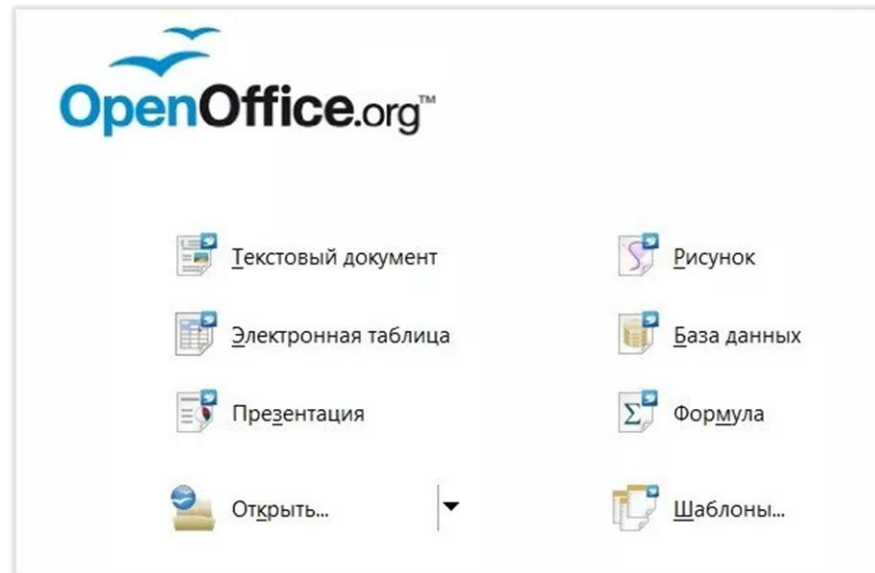 OpenOffice.org™
Текстовый документ
Рисунок
Электронная таблица
База данных
Презентация
Формула
Открыть...
Шаблоны...